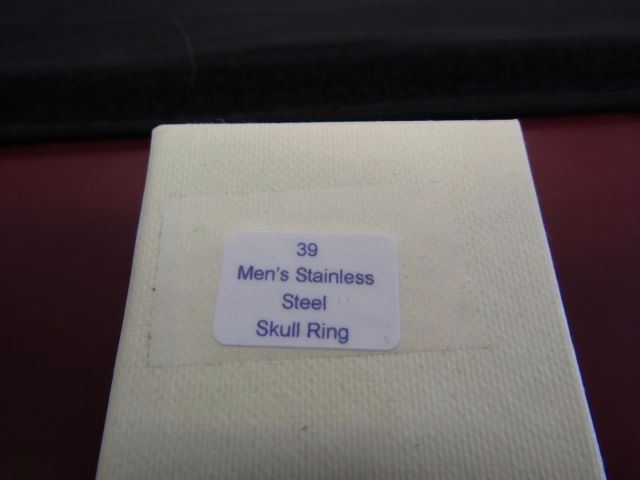 39
Men's Stainless
Steel
Skull Ring